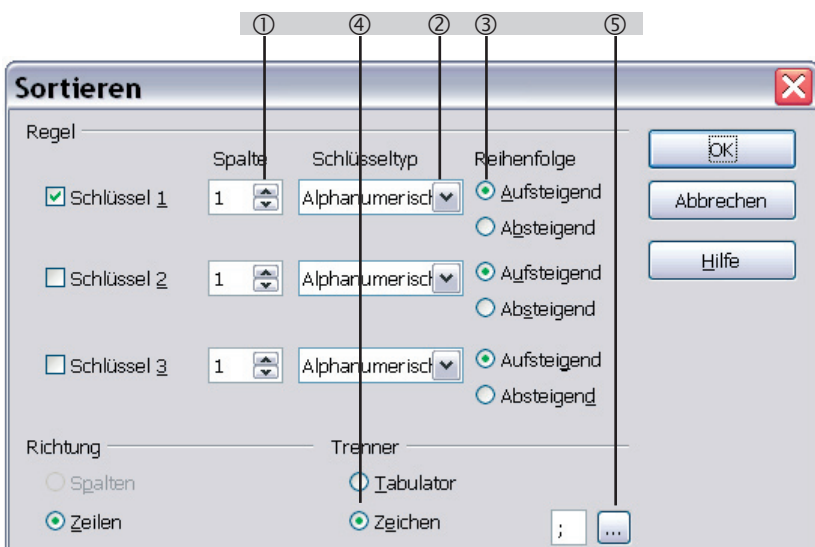 ① ④ ② ③ ⑤
Sortieren
Regel
Spalte Schlüsseltyp Reihenfolge
Schlüssel 1 1 Alphanumerisch Aufsteigend
Absteigend
Schlüssel 2 1 Alphanumerisch Aufsteigend
Absteigend
Schlüssel 3 1 Alphanumerisch Aufsteigend
Absteigend
OK
Abbrechen
Hilfe
Richtung Trenner
Spalten Tabulator
Zeilen Zeichen ; ...